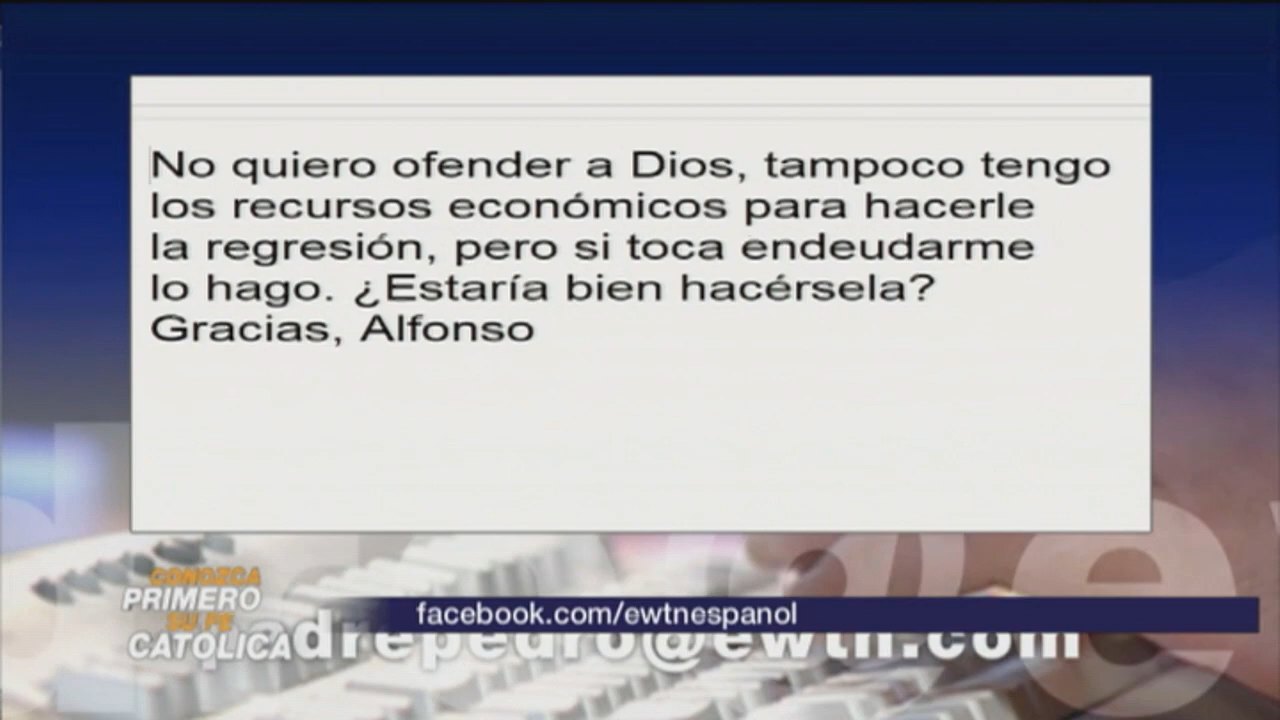 No quiero ofender a Dios, tampoco tengo
los recursos económicos para hacerle
la regresión, pero si toca endeudarme
lo hago. ¿Estaría bien hacérsela?
Gracias, Alfonso
CONOZCA
PRIMERO
SU FE
CATÓLICA
facebook.com/ewtnespanol
adrepedro@ewtn.com